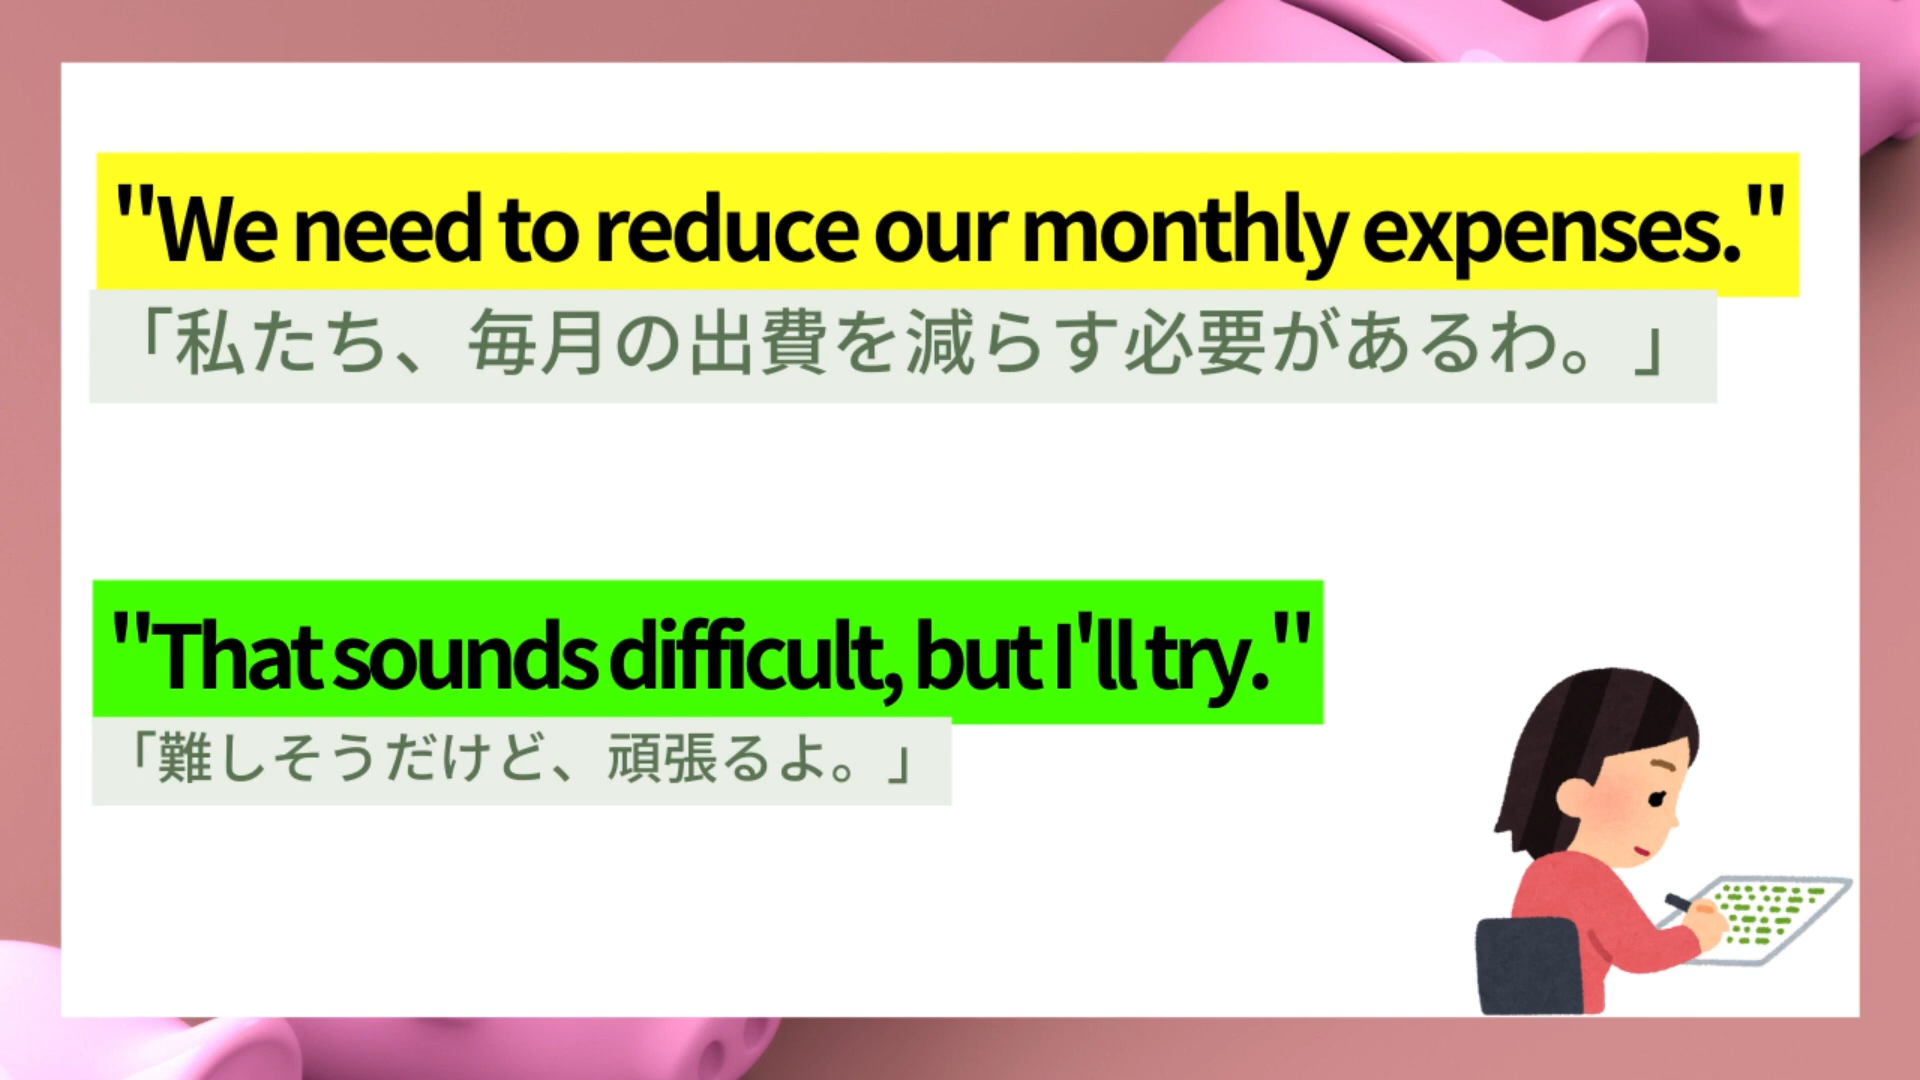 "We need to reduce our monthly expenses."
「私たち、毎月の出費を減らす必要があるわ。」
"That sounds difficult, but I'll try."
「難しそうだけど、頑張るよ。」